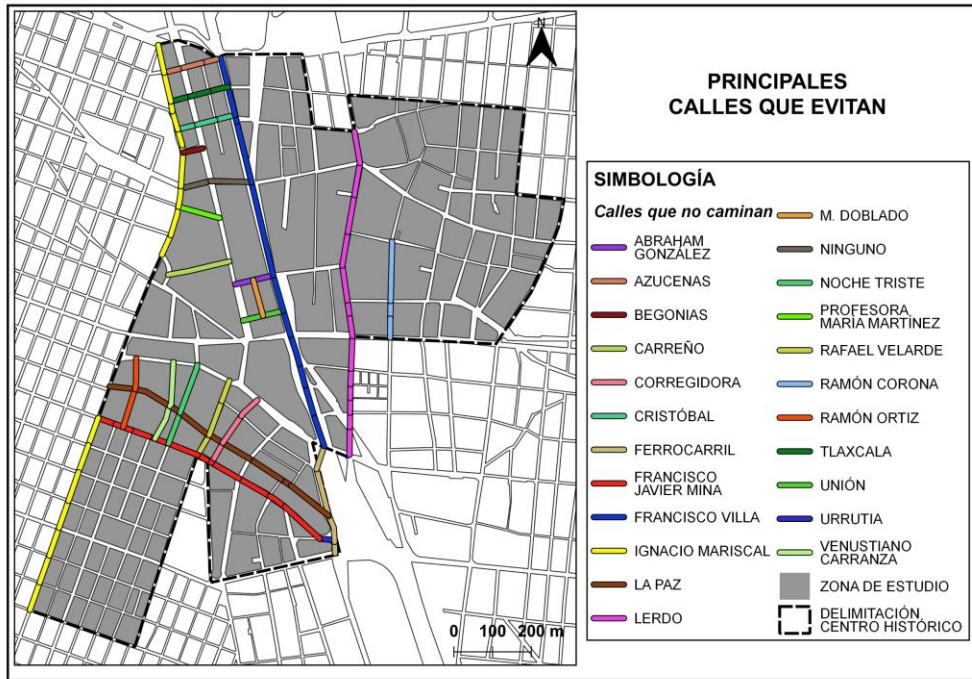 N
PRINCIPALES
CALLES QUE EVITAN
SIMBOLOGÍA
Calles que no caminan
ABRAHAM
GONZÁLEZ
AZUCENAS
BEGONIAS
CARREÑO
CORREGIDORA
CRISTÓBAL
FERROCARRIL
FRANCISCO
JAVIER MINA
FRANCISCO VILLA
IGNACIO MARISCAL
LA PAZ
LERDO
M. DOBLADO
NINGUNO
NOCHE TRISTE
PROFESORA
MARÍA MARTÍNEZ
RAFAEL VELARDE
RAMÓN CORONA
RAMÓN ORTIZ
TLAXCALA
UNIÓN
URRUTIA
VENUSTIANO
CARRANZA
ZONA DE ESTUDIO
DELIMITACIÓN
CENTRO HISTÓRICO
0 100 200 m